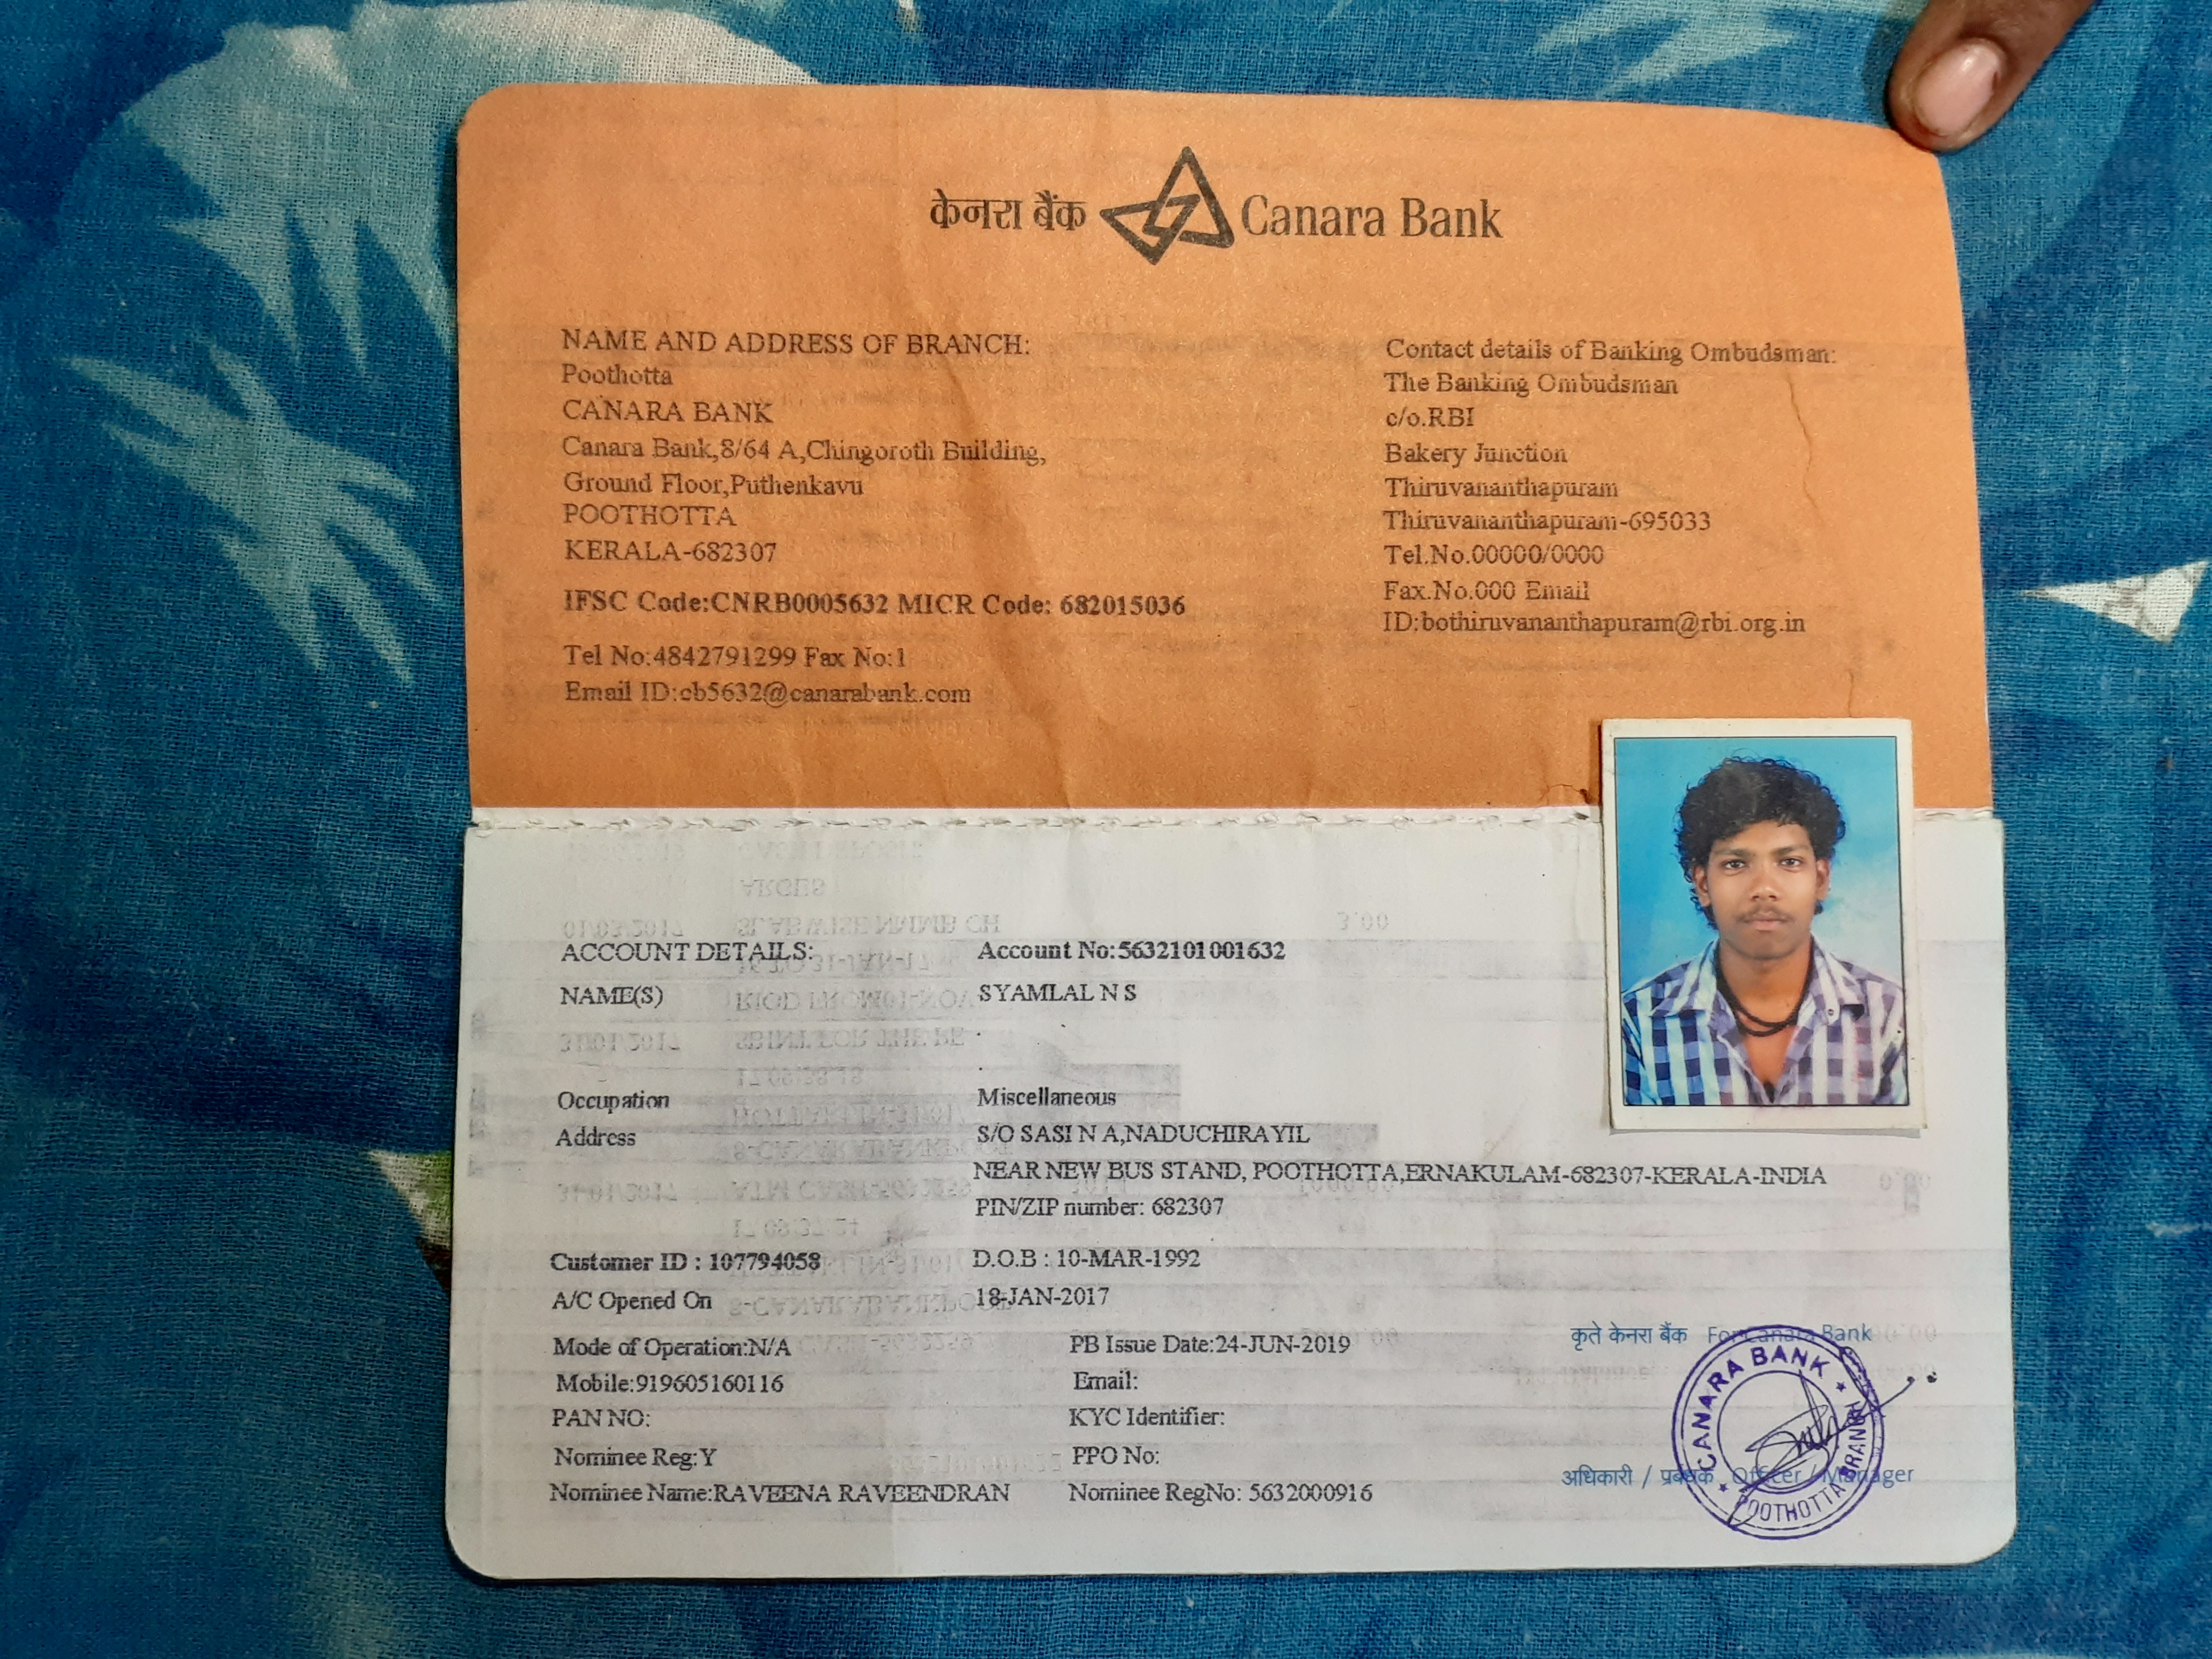 केनरा बैंक Canara Bank
NAME AND ADDRESS OF BRANCH:
Poothotta
CANARA BANK
Canara Bank,8/64 A,Chingoroth Building,
Ground Floor,Puthenkavu
POOTHOTTA
KERALA-682307
IFSC Code:CNRB0005632 MICR Code: 682015036
Tel No:4842791299 Fax No:1
Email ID:cb5632@canarabank.com
Contact details of Banking Ombudsman:
The Banking Ombudsman
c/o.RBI
Bakery Junction
Thiruvananthapuram
Thiruvananthapuram-695033
Tel.No.00000/0000
Fax.No.000 Email
ID:bothiruvananthapuram@rbi.org.in
ACCOUNT DETAILS: Account No:5632101001632
NAME(S) SYAMLAL N S
Occupation Miscellaneous
Address S/O SASI N A,NADUCHIRAYIL
NEAR NEW BUS STAND, POOTHOTTA,ERNAKULAM-682307-KERALA-INDIA
PIN/ZIP number: 682307
Customer ID : 107794058 D.O.B : 10-MAR-1992
A/C Opened On 18-JAN-2017
Mode of Operation:N/A PB Issue Date:24-JUN-2019
Mobile:919605160116 Email:
PAN NO: KYC Identifier:
Nominee Reg:Y PPO No:
Nominee Name:RAVEENA RAVEENDRAN Nominee RegNo: 5632000916
कृते केनरा बैंक For Canara Bank
CANARA BANK
POOTHOTTA BRANCH
अधिकारी / प्रबंधक Officer / Manager